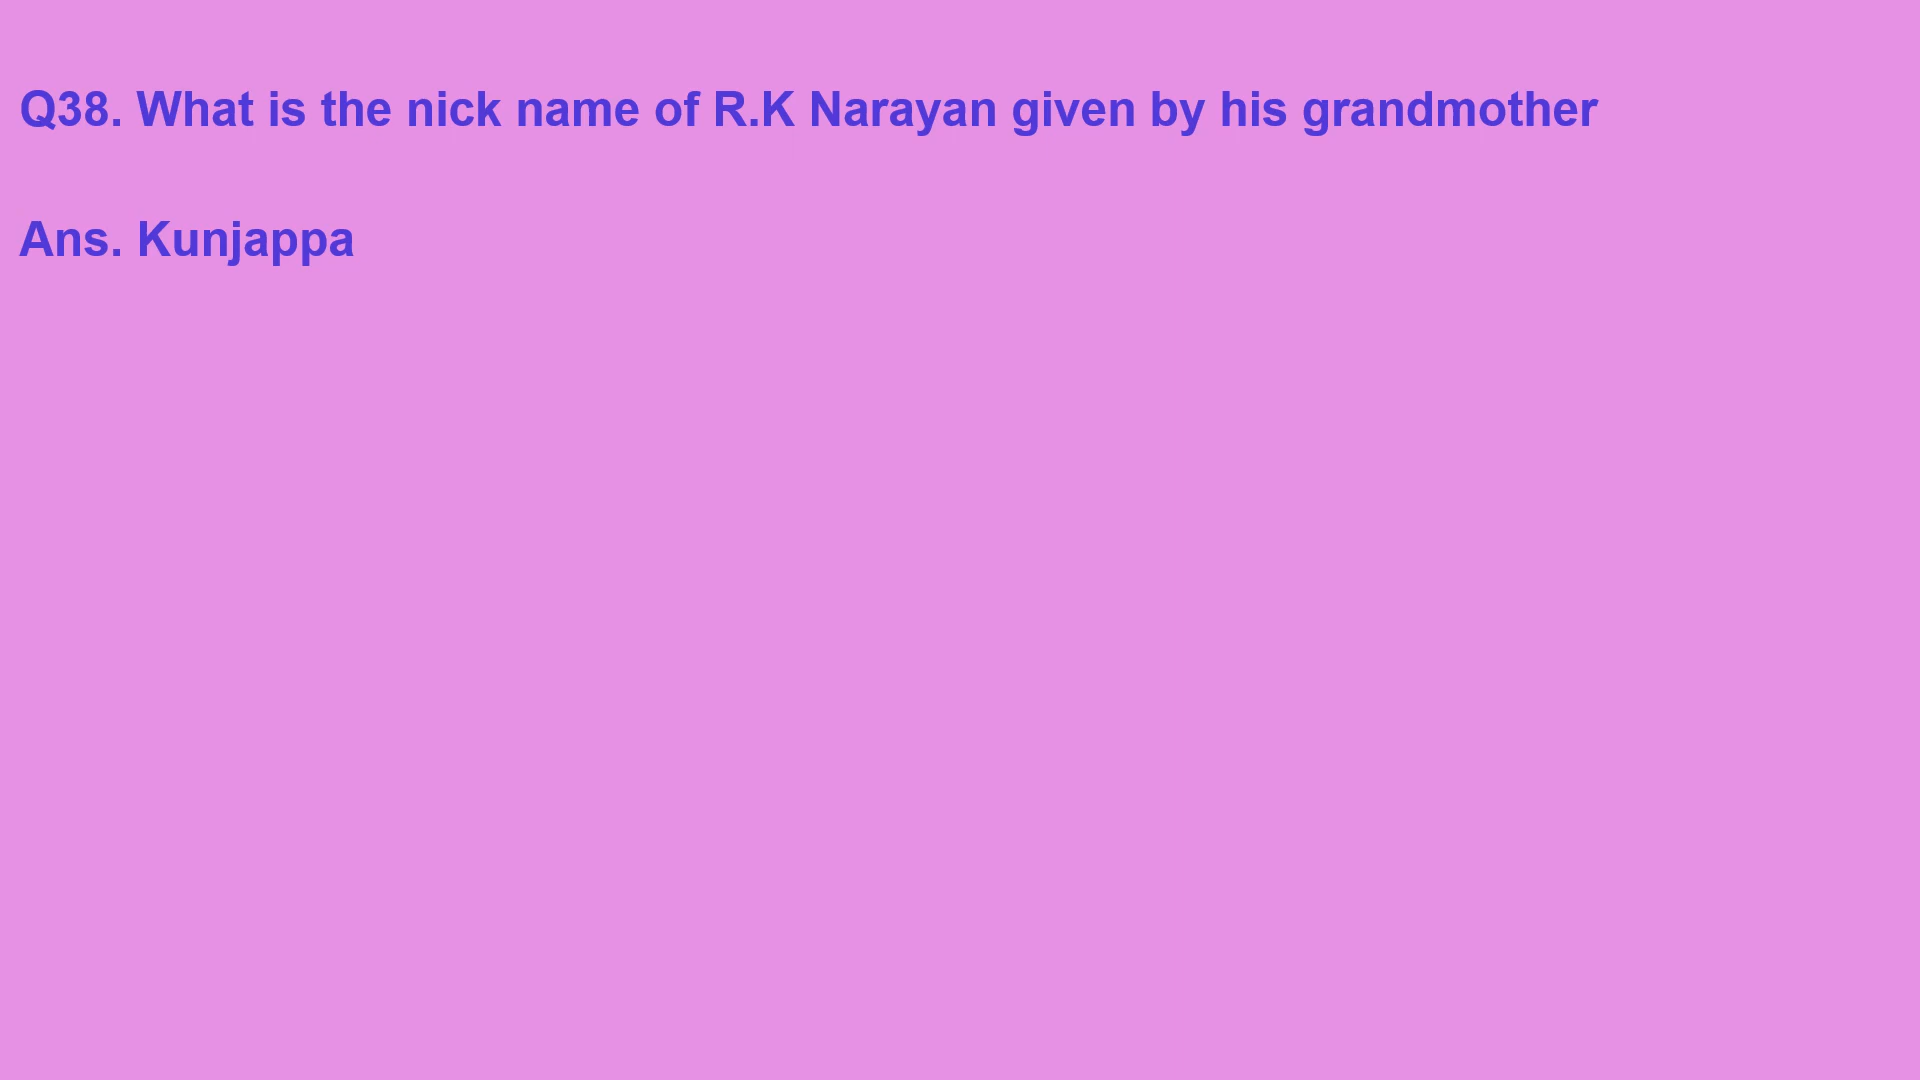 Q38. What is the nick name of R.K Narayan given by his grandmother
Ans. Kunjappa